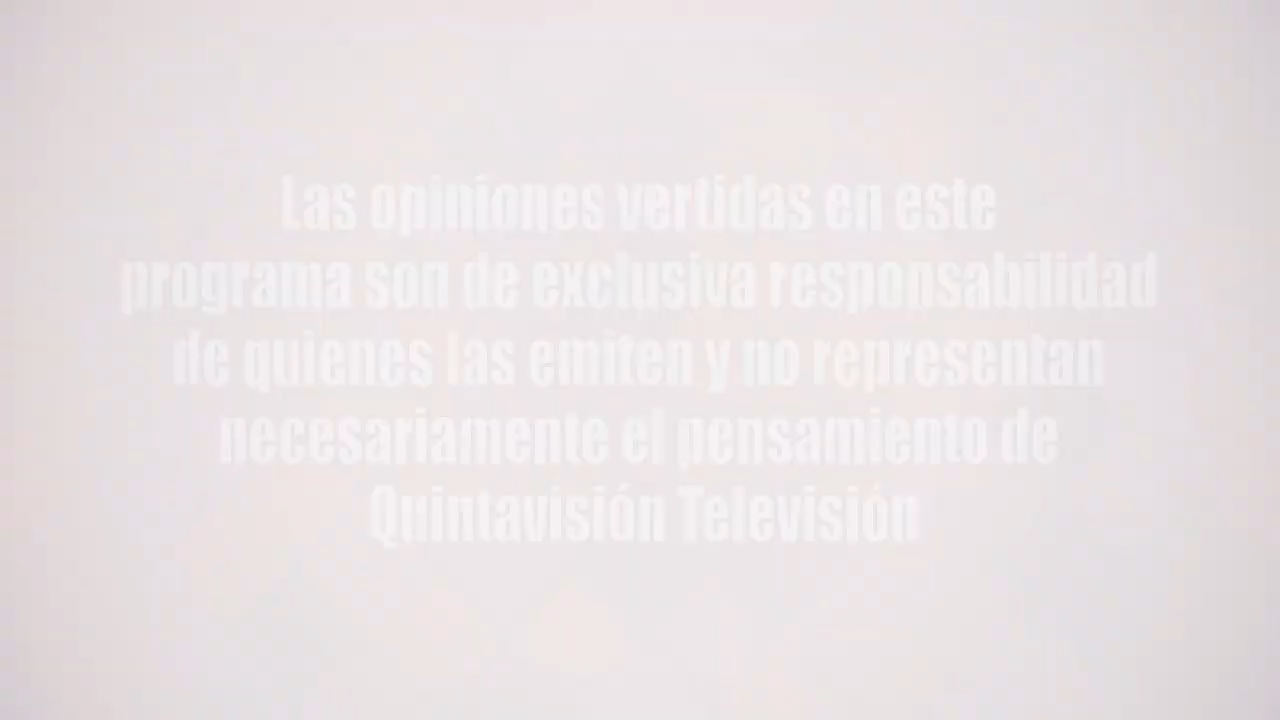 Las opiniones vertidas en este
programa son de exclusiva responsabilidad
de quienes las emiten y no representan
necesariamente el pensamiento de
Quintavisión Televisión